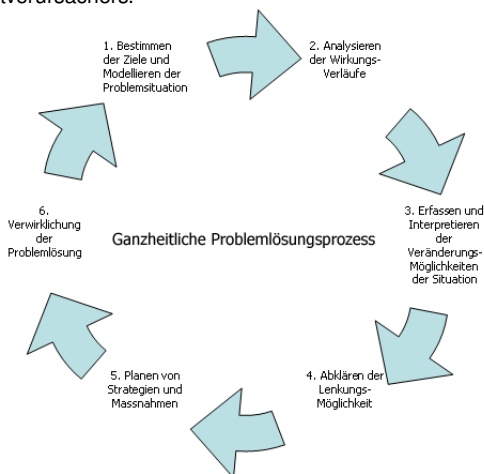 1. Bestimmen
der Ziele und
Modellieren der
Problemsituation
2. Analysieren
der Wirkungs-
Verläufe
3. Erfassen und
Interpretieren
der
Veränderungs-
Möglichkeiten
der Situation
4. Abklären der
Lenkungs-
Möglichkeit
5. Planen von
Strategien und
Massnahmen
6.
Verwirklichung
der
Problemlösung
Ganzheitliche Problemlösungsprozess